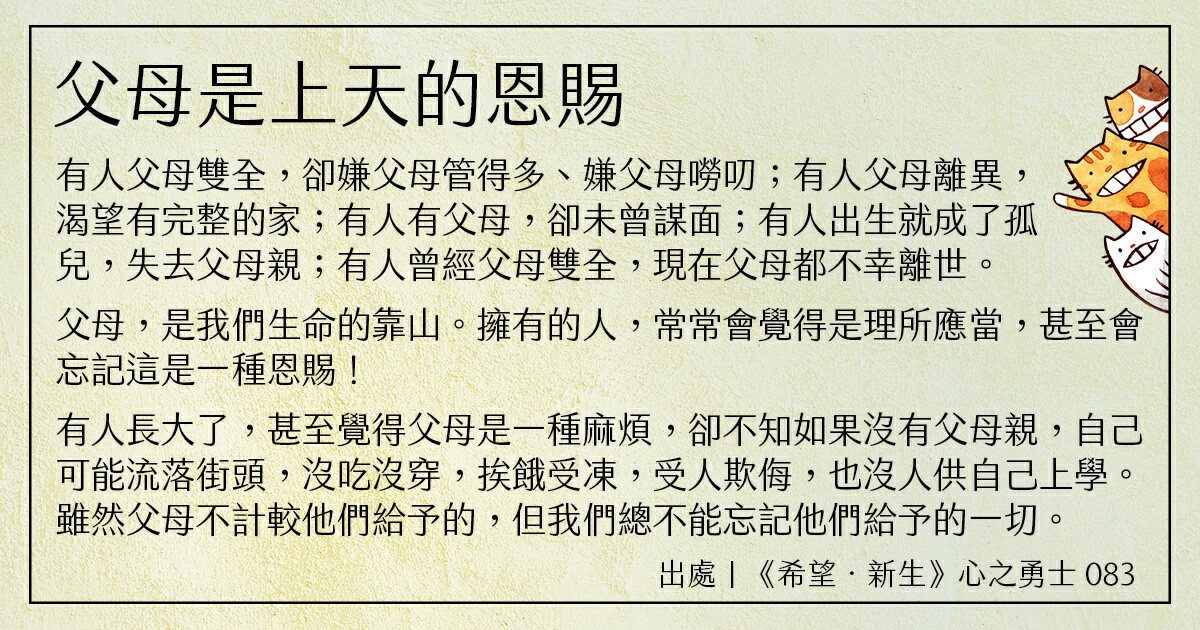 父母是上天的恩賜
有人父母雙全，卻嫌父母管得多、嫌父母嘮叨；有人父母離異，
渴望有完整的家；有人有父母，卻未曾謀面；有人出生就成了孤
兒，失去父母親；有人曾經父母雙全，現在父母都不幸離世。
父母，是我們生命的靠山。擁有的人，常常會覺得是理所應當，甚至會
忘記這是一種恩賜！
有人長大了，甚至覺得父母是一種麻煩，卻不知如果沒有父母親，自己
可能流落街頭，沒吃沒穿，挨餓受凍，受人欺侮，也沒人供自己上學。
雖然父母不計較他們給予的，但我們總不能忘記他們給予的一切。
出處｜《希望．新生》心之勇士 083